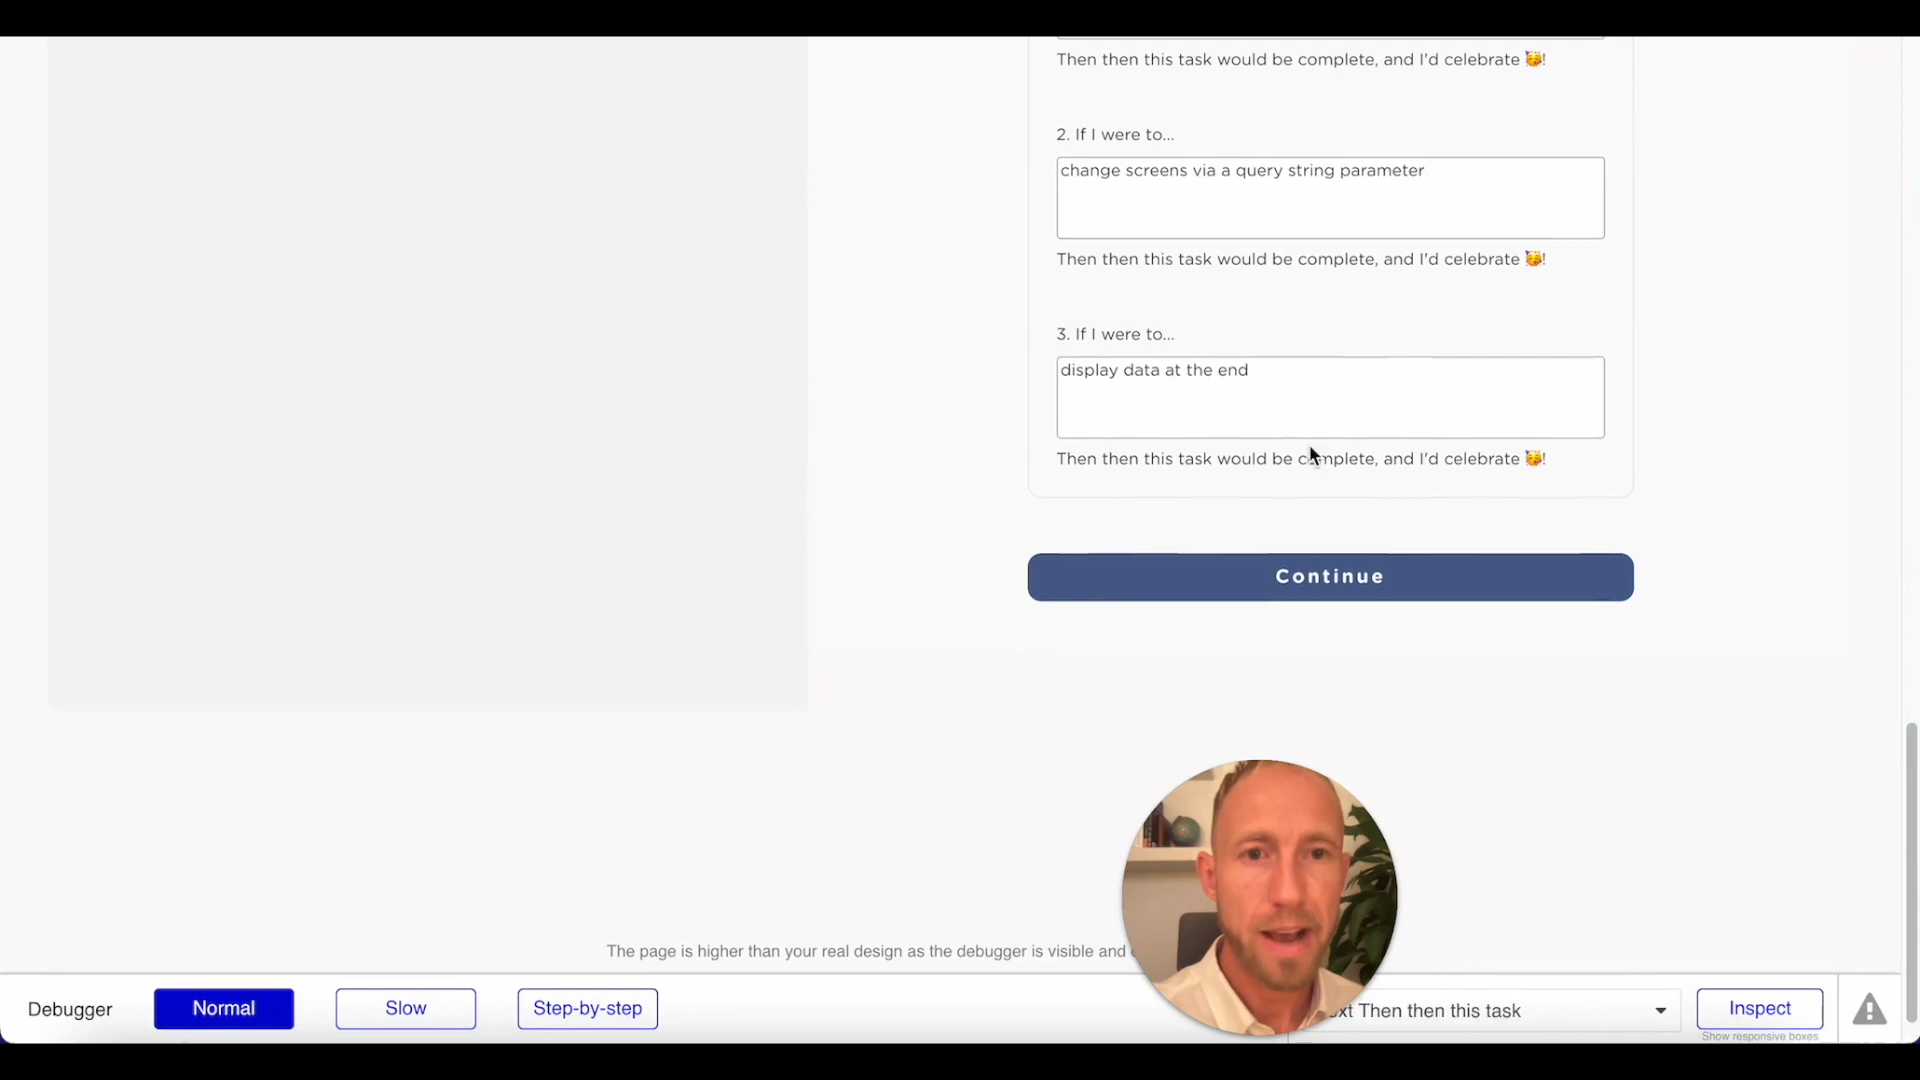 Then then this task would be complete, and I'd celebrate 🥳!
2. If I were to...
change screens via a query string parameter
Then then this task would be complete, and I'd celebrate 🥳!
3. If I were to...
display data at the end
Then then this task would be complete, and I'd celebrate 🥳!
Continue
The page is higher than your real design as the debugger is visible and
Debugger
Normal
Slow
Step-by-step
Then then this task
Inspect
Show responsive boxes